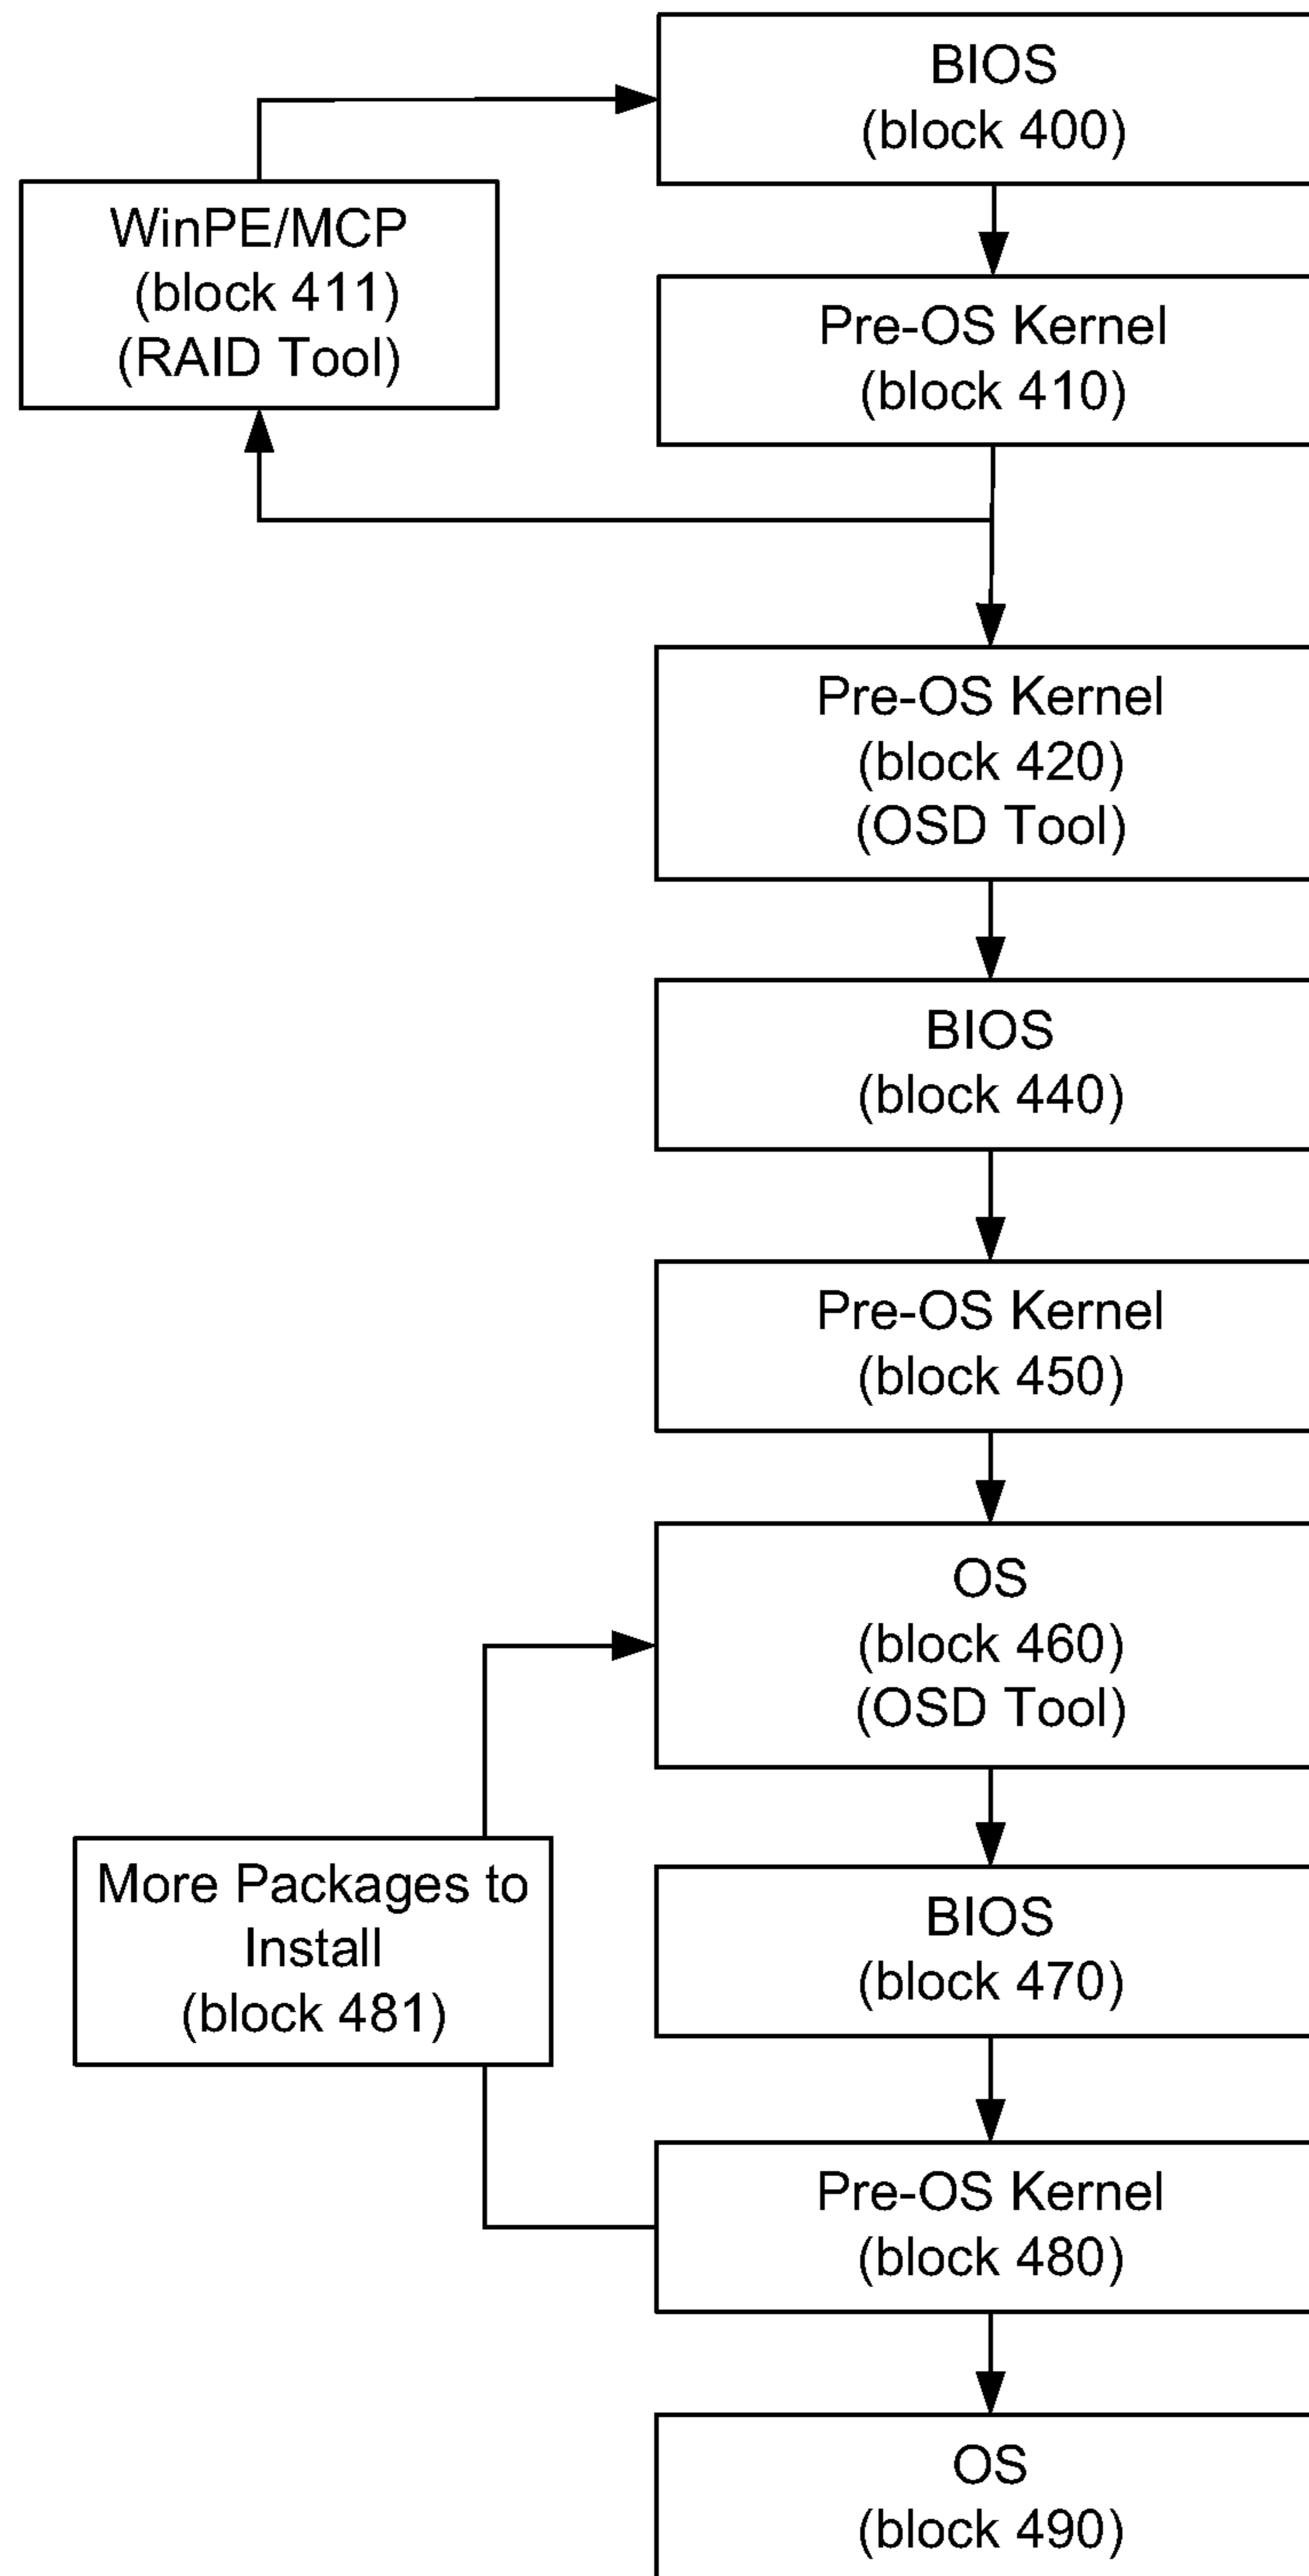 BIOS
(block 400)
WinPE/MCP
(block 411)
(RAID Tool)
Pre-OS Kernel
(block 410)
Pre-OS Kernel
(block 420)
(OSD Tool)
BIOS
(block 440)
Pre-OS Kernel
(block 450)
OS
(block 460)
(OSD Tool)
More Packages to
Install
(block 481)
BIOS
(block 470)
Pre-OS Kernel
(block 480)
OS
(block 490)